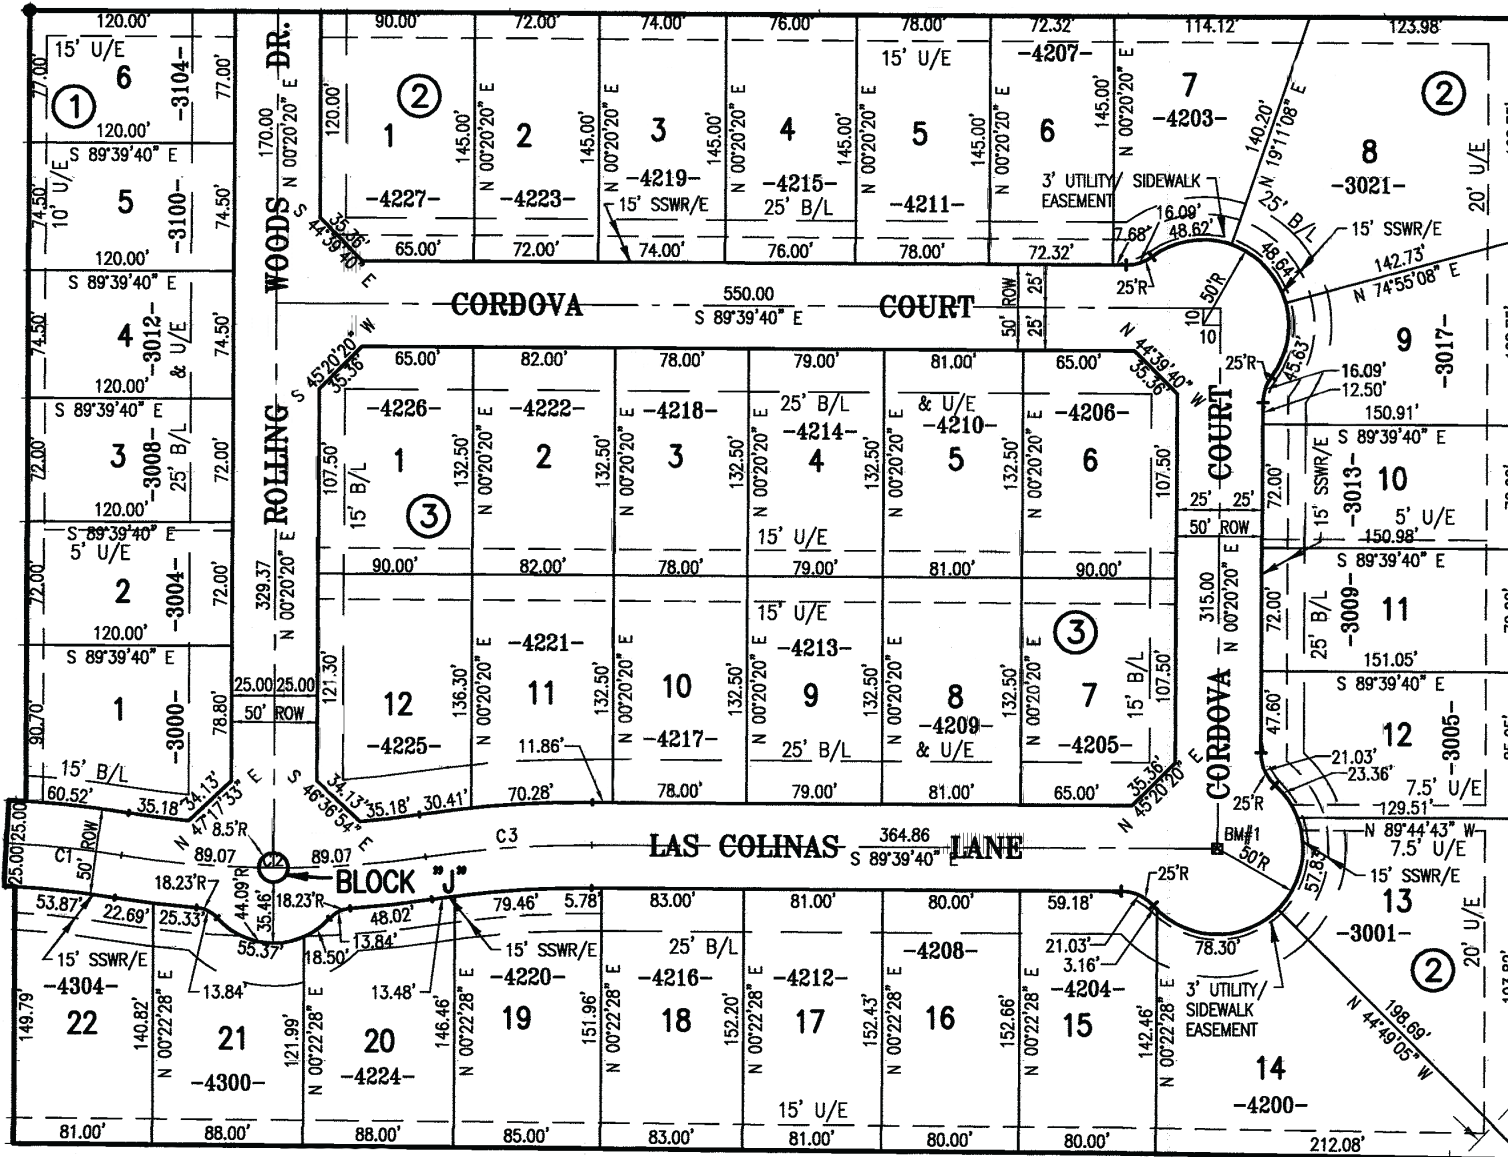 120.00'
90.00'
72.00'
74.00'
76.00'
78.00'
72.32
114.12'
123.98'
15' U/E
6
-3104-
77.00'
77.00'
1
120.00'
S 89°39'40" E
10' U/E
5
-3100-
74.50'
74.50'
120.00'
S 89°39'40" E
4
-3012-
& U/E
74.50'
74.50'
120.00'
S 89°39'40" E
3
-3008-
25' B/L
72.00'
72.00'
120.00'
S 89°39'40" E
5' U/E
2
-3004-
72.00'
72.00'
120.00'
S 89°39'40" E
1
-3000-
90.70'
78.80'
15' B/L
60.52'
35.18'
34.13'
N 47°17'33" E
ROLLING WOODS DR.
170.00
N 00°20'20" E
329.37
N 00°20'20" E
25.00
25.00
50' ROW
120.00'
2
1
-4227-
145.00'
N 00°20'20" E
2
-4223-
145.00'
N 00°20'20" E
3
-4219-
145.00'
N 00°20'20" E
4
-4215-
145.00'
N 00°20'20" E
15' U/E
5
-4211-
145.00'
N 00°20'20" E
-4207-
6
145.00'
N 00°20'20" E
7
-4203-
140.20'
N 19°11'08" E
2
8
-3021-
20' U/E
15' SSWR/E
25' B/L
3' UTILITY/ SIDEWALK
EASEMENT
S 44°39'40" E
35.36'
65.00'
72.00'
74.00'
76.00'
78.00'
72.32'
7.68'
16.09'
48.62'
25'R
50'R
48.64'
25' B/L
15' SSWR/E
142.73'
N 74°55'08" E
9
-3017-
45.63'
25'R
16.09'
12.50'
150.91'
S 89°39'40" E
CORDOVA COURT
550.00
S 89°39'40" E
50' ROW
25'
25'
10
10
S 45°20'20" W
35.36'
65.00'
82.00'
78.00'
79.00'
81.00'
65.00'
N 44°39'40" W
35.36'
-4226-
1
107.50'
15' B/L
3
132.50'
N 00°20'20" E
-4222-
2
132.50'
N 00°20'20" E
-4218-
3
132.50'
N 00°20'20" E
25' B/L
-4214-
4
15' U/E
132.50'
N 00°20'20" E
& U/E
-4210-
5
132.50'
N 00°20'20" E
-4206-
6
107.50'
90.00'
82.00'
78.00'
79.00'
81.00'
90.00'
121.30'
12
-4225-
136.30'
N 00°20'20" E
-4221-
11
132.50'
N 00°20'20" E
10
-4217-
132.50'
N 00°20'20" E
15' U/E
-4213-
9
25' B/L
132.50'
N 00°20'20" E
8
-4209-
& U/E
132.50'
N 00°20'20" E
3
7
-4205-
15' B/L
107.50'
S 46°36'54" E
34.13'
35.18'
30.41'
11.86'
70.28'
78.00'
79.00'
81.00'
65.00'
35.36'
N 45°20'20" E
CORDOVA COURT
25'
25'
50' ROW
315.00
N 00°20'20" E
72.00'
15' SSWR/E
-3013-
10
5' U/E
150.98'
S 89°39'40" E
72.00'
25' B/L
-3009-
11
151.05'
S 89°39'40" E
47.60'
12
-3005-
21.03'
23.36'
7.5' U/E
25'R
129.51'
N 89°44'43" W
7.5' U/E
15' SSWR/E
57.83'
13
-3001-
20' U/E
2
198.69'
N 44°49'05" W
25.00
25.00
C1
50' ROW
89.07
8.5'R
C2
89.07
C3
BLOCK "J"
LAS COLINAS LANE
364.86
S 89°39'40" E
BM#1
50'R
53.87'
22.69'
25.33'
18.23'R
44.09'R
35.46'
55.37'
18.23'R
48.02'
79.46'
5.78'
83.00'
81.00'
80.00'
59.18'
25'R
21.03'
3.16'
78.30'
15' SSWR/E
13.84'
18.50'
13.84'
13.48'
15' SSWR/E
25' B/L
149.79'
-4304-
22
140.82'
N 00°22'28" E
21
-4300-
121.99'
N 00°22'28" E
20
-4224-
146.46'
N 00°22'28" E
-4220-
19
151.96'
N 00°22'28" E
-4216-
18
152.20'
N 00°22'28" E
-4212-
17
15' U/E
152.43'
N 00°22'28" E
-4208-
16
152.66'
N 00°22'28" E
-4204-
15
142.46'
N 00°22'28" E
3' UTILITY/
SIDEWALK
EASEMENT
14
-4200-
81.00'
88.00'
88.00'
85.00'
83.00'
81.00'
80.00'
80.00'
212.08'